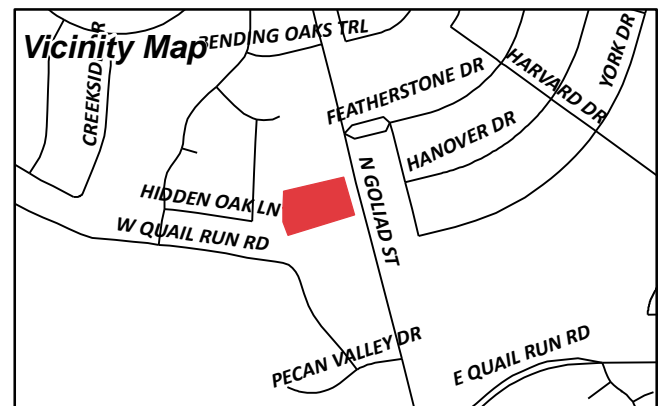 Vicinity Map
BENDING OAKS TRL
CREEKSIDE DR
FEATHERSTONE DR
HARVARD DR
YORK DR
HANOVER DR
N GOLIAD ST
HIDDEN OAK LN
W QUAIL RUN RD
PECAN VALLEY DR
E QUAIL RUN RD